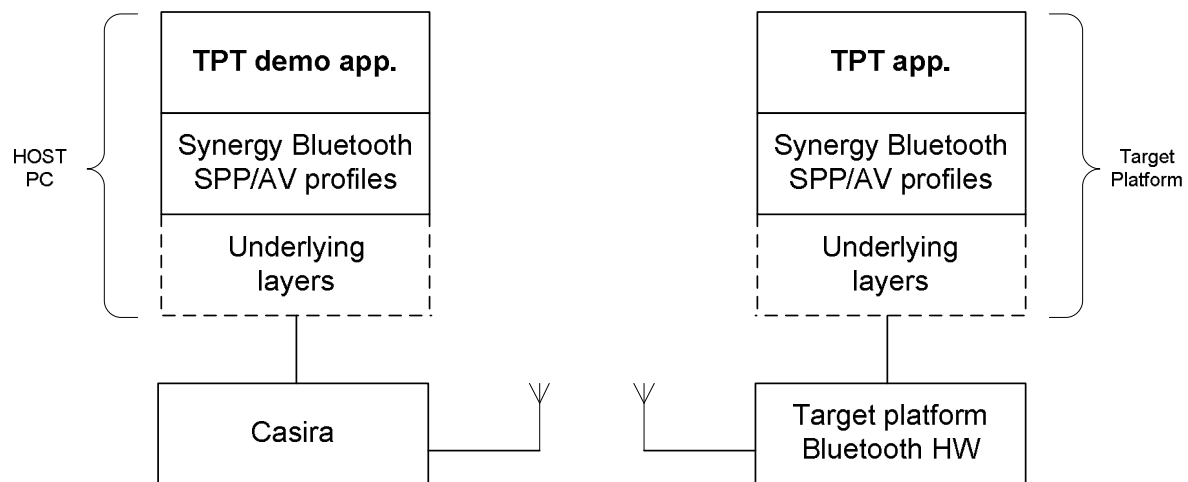 TPT demo app.
Synergy Bluetooth
SPP/AV profiles
Underlying
layers
HOST
PC
Casira
TPT app.
Synergy Bluetooth
SPP/AV profiles
Underlying
layers
Target
Platform
Target platform
Bluetooth HW